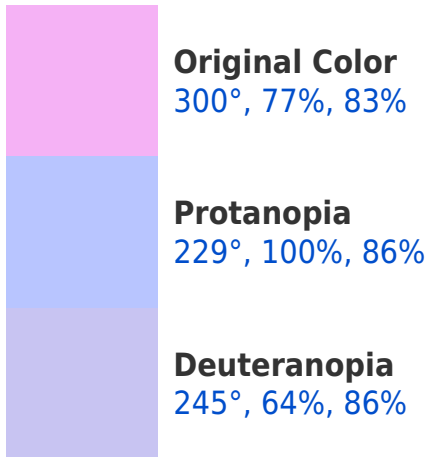 Original Color
300°, 77%, 83%
Protanopia
229°, 100%, 86%
Deuteranopia
245°, 64%, 86%